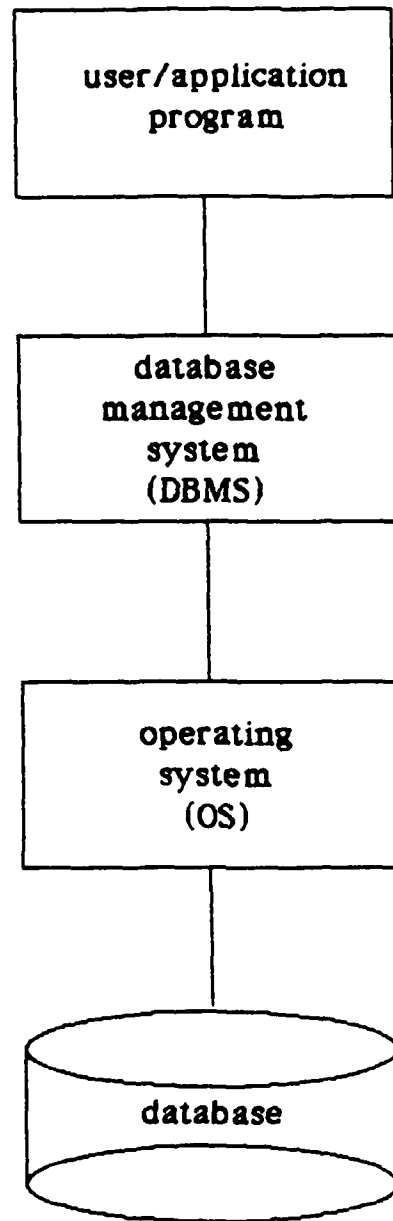 user/application
program
database
management
system
(DBMS)
operating
system
(OS)
database